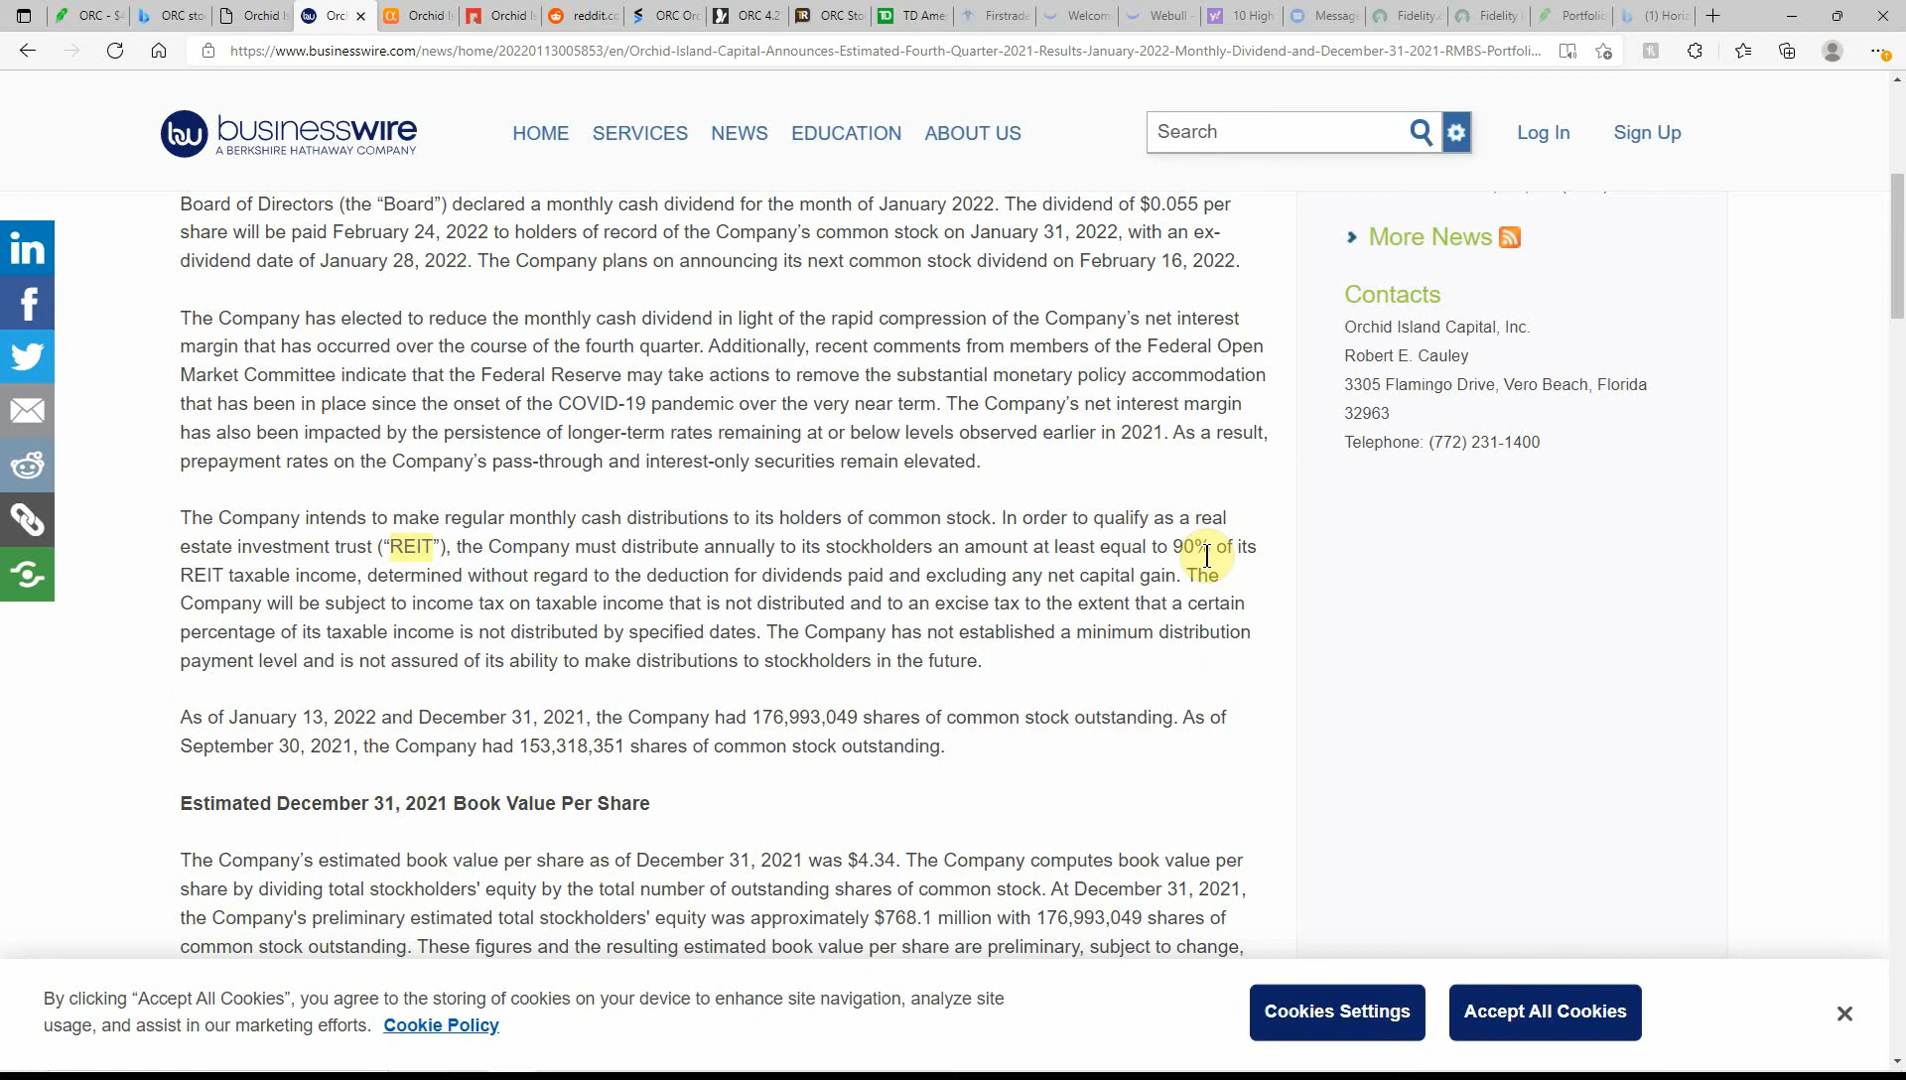 ORC - $4
ORC sto
Orchid I
Orc
Orchid I
Orchid I
reddit.co
ORC Orc
ORC 4.2
ORC Sto
TD Ame
Firstrade
Welcom
Webull -
10 High
Messag
Fidelity.
Fidelity
Portfolio
(1) Hori
https://www.businesswire.com/news/home/20220113005853/en/Orchid-Island-Capital-Announces-Estimated-Fourth-Quarter-2021-Results-January-2022-Monthly-Dividend-and-December-31-2021-RMBS-Portfoli...
bu businesswire
A BERKSHIRE HATHAWAY COMPANY
HOME SERVICES NEWS EDUCATION ABOUT US
Search
Log In Sign Up
Board of Directors (the “Board”) declared a monthly cash dividend for the month of January 2022. The dividend of $0.055 per
share will be paid February 24, 2022 to holders of record of the Company’s common stock on January 31, 2022, with an ex-
dividend date of January 28, 2022. The Company plans on announcing its next common stock dividend on February 16, 2022.
The Company has elected to reduce the monthly cash dividend in light of the rapid compression of the Company’s net interest
margin that has occurred over the course of the fourth quarter. Additionally, recent comments from members of the Federal Open
Market Committee indicate that the Federal Reserve may take actions to remove the substantial monetary policy accommodation
that has been in place since the onset of the COVID-19 pandemic over the very near term. The Company’s net interest margin
has also been impacted by the persistence of longer-term rates remaining at or below levels observed earlier in 2021. As a result,
prepayment rates on the Company’s pass-through and interest-only securities remain elevated.
The Company intends to make regular monthly cash distributions to its holders of common stock. In order to qualify as a real
estate investment trust (“REIT”), the Company must distribute annually to its stockholders an amount at least equal to 90% of its
REIT taxable income, determined without regard to the deduction for dividends paid and excluding any net capital gain. The
Company will be subject to income tax on taxable income that is not distributed and to an excise tax to the extent that a certain
percentage of its taxable income is not distributed by specified dates. The Company has not established a minimum distribution
payment level and is not assured of its ability to make distributions to stockholders in the future.
As of January 13, 2022 and December 31, 2021, the Company had 176,993,049 shares of common stock outstanding. As of
September 30, 2021, the Company had 153,318,351 shares of common stock outstanding.
Estimated December 31, 2021 Book Value Per Share
The Company’s estimated book value per share as of December 31, 2021 was $4.34. The Company computes book value per
share by dividing total stockholders' equity by the total number of outstanding shares of common stock. At December 31, 2021,
the Company's preliminary estimated total stockholders' equity was approximately $768.1 million with 176,993,049 shares of
common stock outstanding. These figures and the resulting estimated book value per share are preliminary, subject to change,
More News
Contacts
Orchid Island Capital, Inc.
Robert E. Cauley
3305 Flamingo Drive, Vero Beach, Florida
32963
Telephone: (772) 231-1400
By clicking “Accept All Cookies”, you agree to the storing of cookies on your device to enhance site navigation, analyze site
usage, and assist in our marketing efforts. Cookie Policy
Cookies Settings
Accept All Cookies